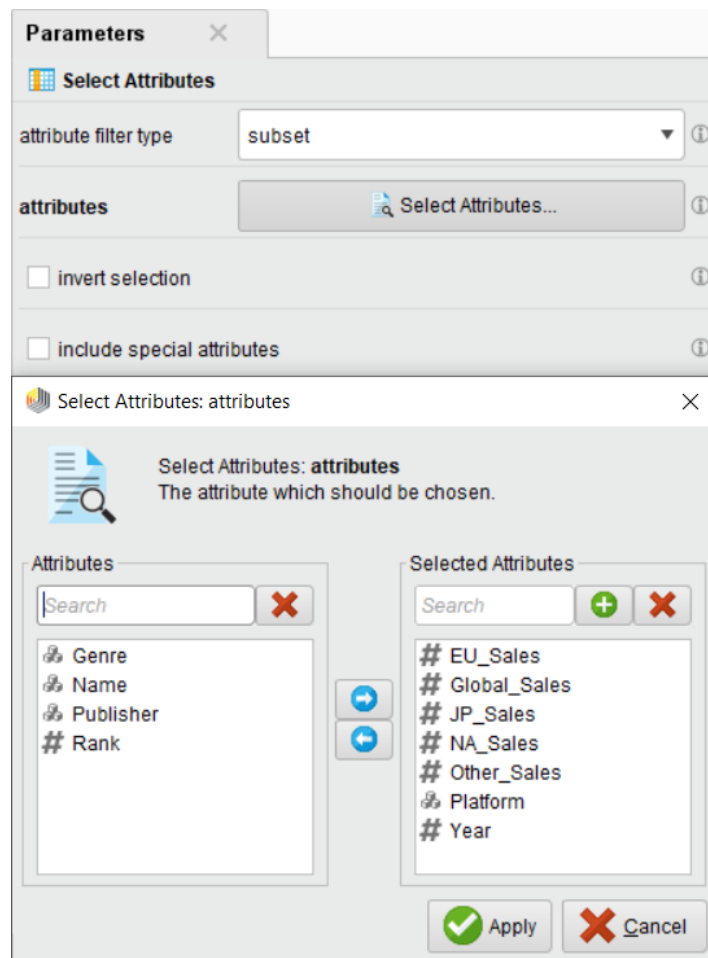 Parameters
Select Attributes
attribute filter type
subset
attributes
Select Attributes...
invert selection
include special attributes
Select Attributes: attributes
Select Attributes: attributes
The attribute which should be chosen.
Attributes
Search
Genre
Name
Publisher
# Rank
Selected Attributes
Search
# EU_Sales
# Global_Sales
# JP_Sales
# NA_Sales
# Other_Sales
Platform
# Year
Apply
Cancel